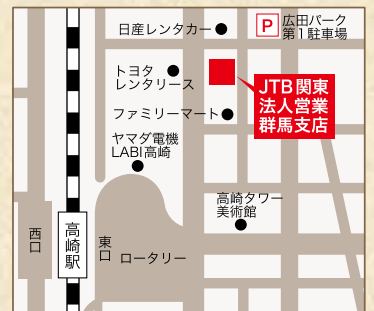 日産レンタカー
P
広田パーク
第1駐車場
トヨタ
レンタリース
JTB関東
法人営業
群馬支店
ファミリーマート
ヤマダ電機
LABI高崎
高崎タワー
美術館
西口
高崎駅
東口
ロータリー